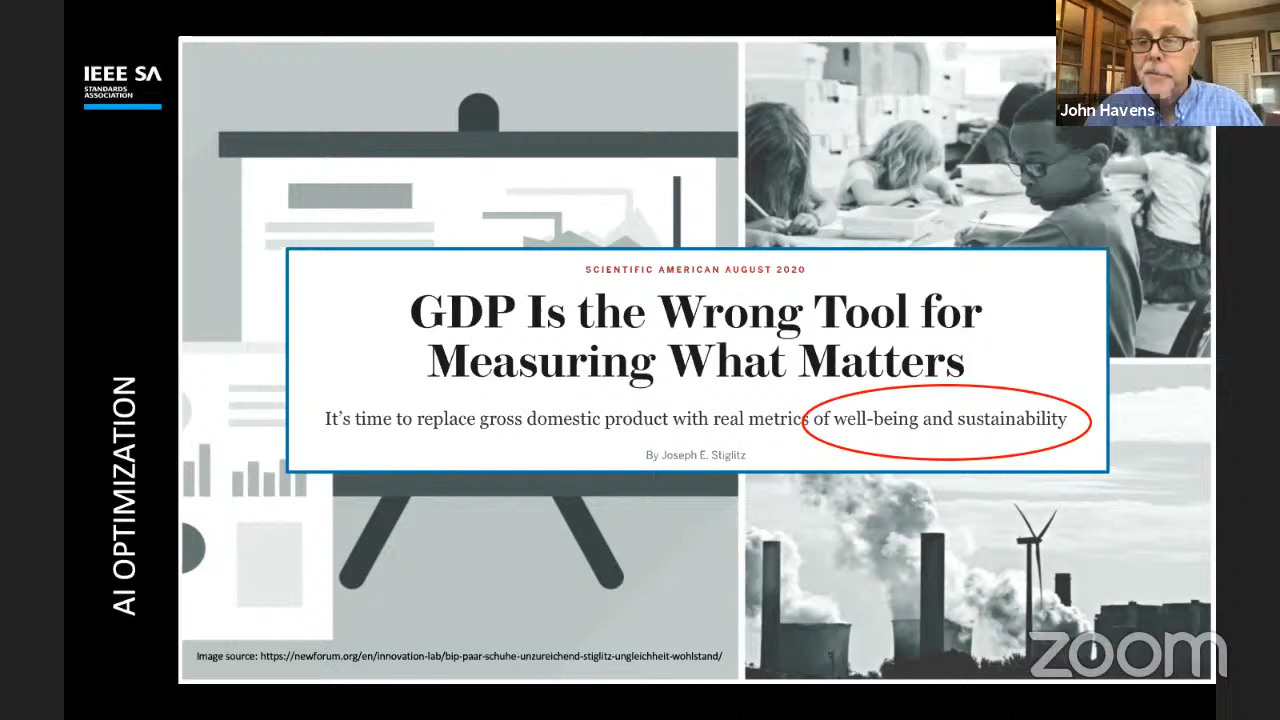 IEEE SA
STANDARDS
ASSOCIATION
John Havens
SCIENTIFIC AMERICAN AUGUST 2020
GDP Is the Wrong Tool for
Measuring What Matters
It's time to replace gross domestic product with real metrics of well-being and sustainability
By Joseph E. Stiglitz
AI OPTIMIZATION
Image source: https://newforum.org/en/innovation-lab/bip-paar-schuhe-unzureichend-stiglitz-ungleichheit-wohlstand/
zoom